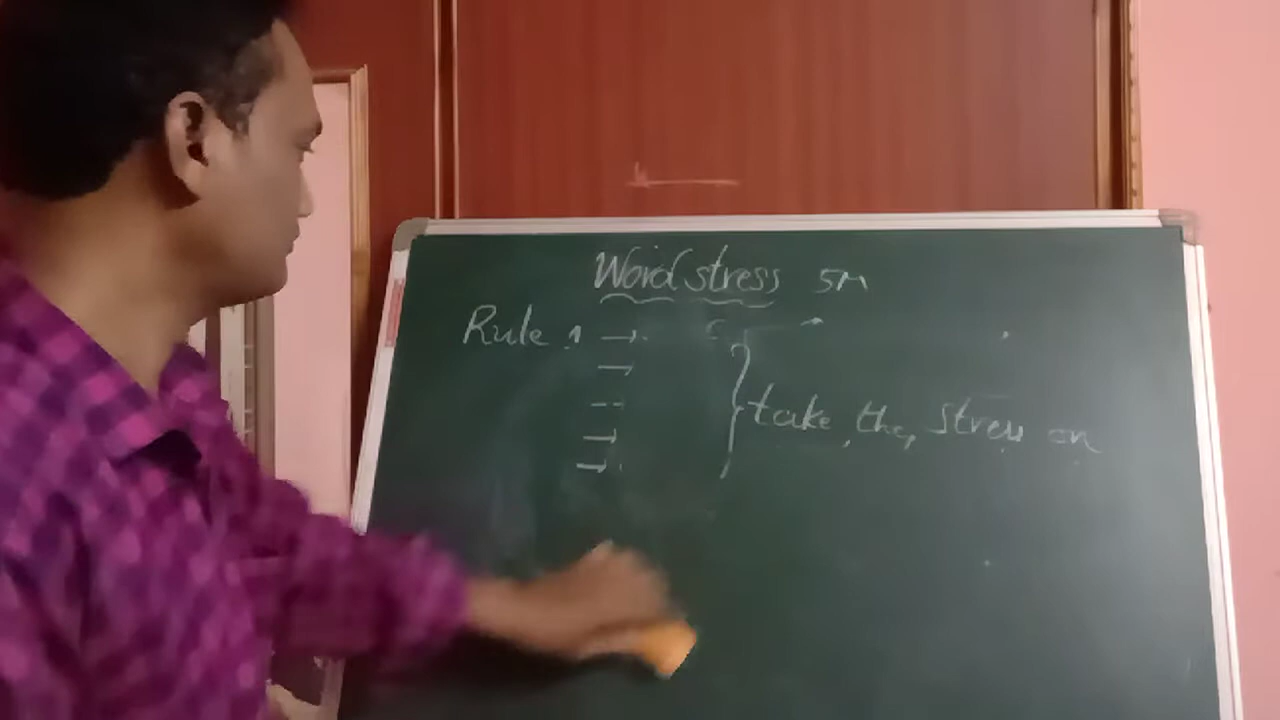 Word stress 5M
Rule 1 →
→
--
→
→
} take the stress on